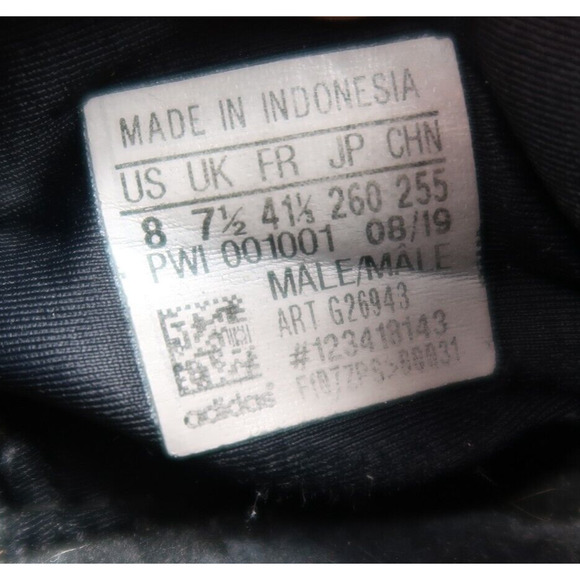 MADE IN INDONESIA
US UK FR JP CHN
8 7½ 41⅓ 260 255
PWI 001001 08/19
MALE/MÂLE
ART G26943
#123418143
adidas